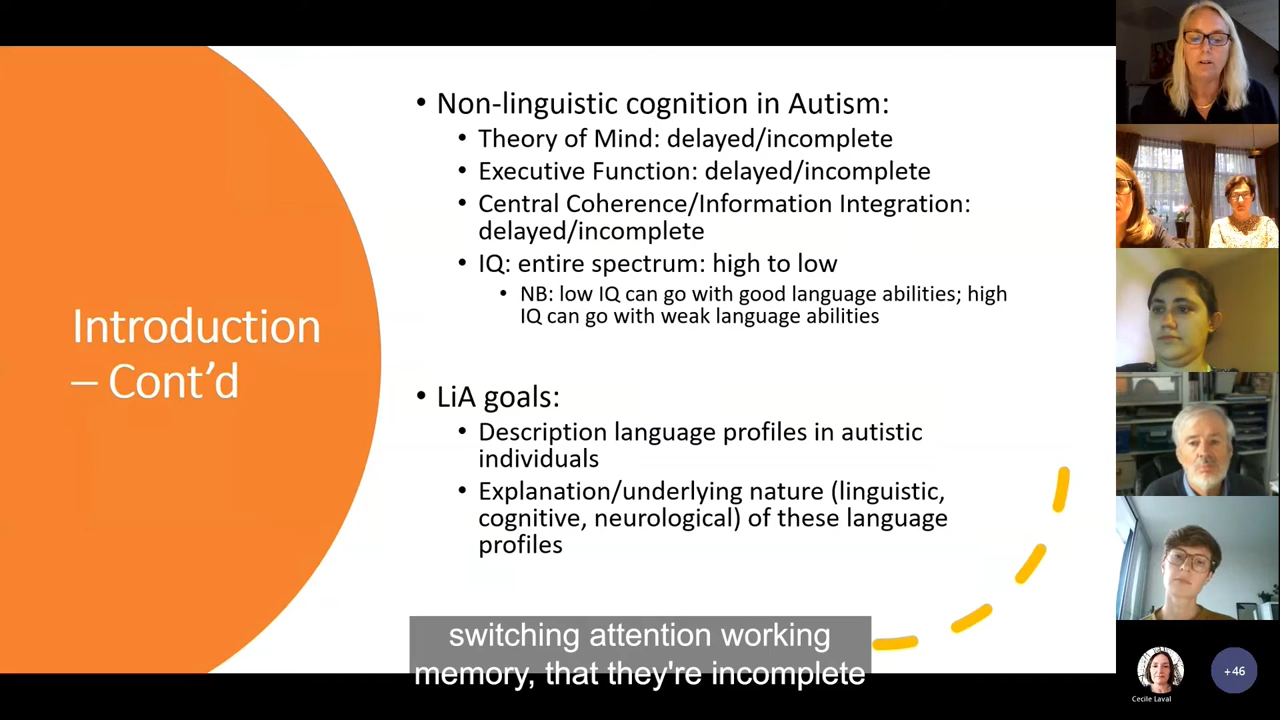 Introduction
– Cont’d
• Non-linguistic cognition in Autism:
• Theory of Mind: delayed/incomplete
• Executive Function: delayed/incomplete
• Central Coherence/Information Integration:
delayed/incomplete
• IQ: entire spectrum: high to low
• NB: low IQ can go with good language abilities; high
IQ can go with weak language abilities
• LiA goals:
• Description language profiles in autistic
individuals
• Explanation/underlying nature (linguistic,
cognitive, neurological) of these language
profiles
switching attention working
memory, that they're incomplete
Cecile Laval
+46